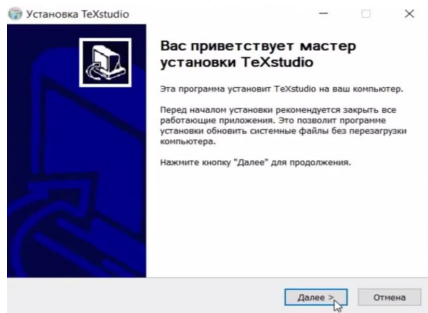 Установка TeXstudio
Вас приветствует мастер
установки TeXstudio
Эта программа установит TeXstudio на ваш компьютер.
Перед началом установки рекомендуется закрыть все
работающие приложения. Это позволит программе
установки обновить системные файлы без перезагрузки
компьютера.
Нажмите кнопку "Далее" для продолжения.
Далее >
Отмена